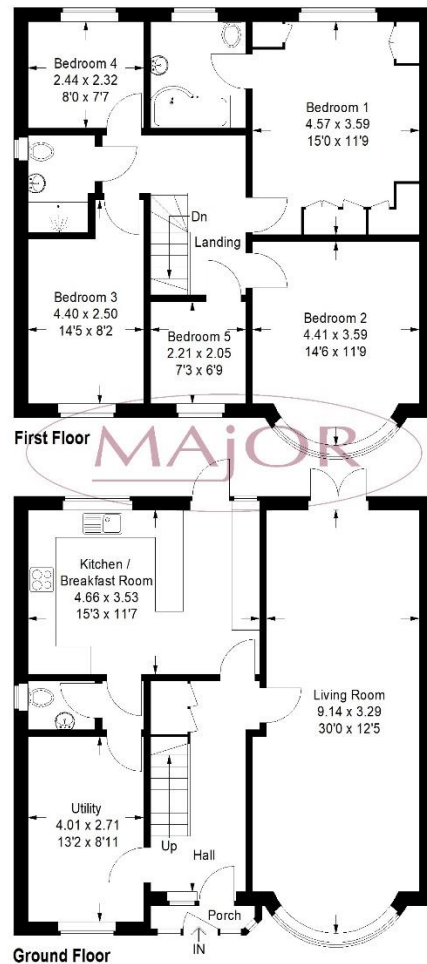 Bedroom 4
2.44 x 2.32
8'0 x 7'7
Bedroom 1
4.57 x 3.59
15'0 x 11'9
Dn
Landing
Bedroom 3
4.40 x 2.50
14'5 x 8'2
Bedroom 5
2.21 x 2.05
7'3 x 6'9
Bedroom 2
4.41 x 3.59
14'6 x 11'9
First Floor
MAjOR
Kitchen /
Breakfast Room
4.66 x 3.53
15'3 x 11'7
Living Room
9.14 x 3.29
30'0 x 12'5
Utility
4.01 x 2.71
13'2 x 8'11
Up
Hall
Porch
IN
Ground Floor